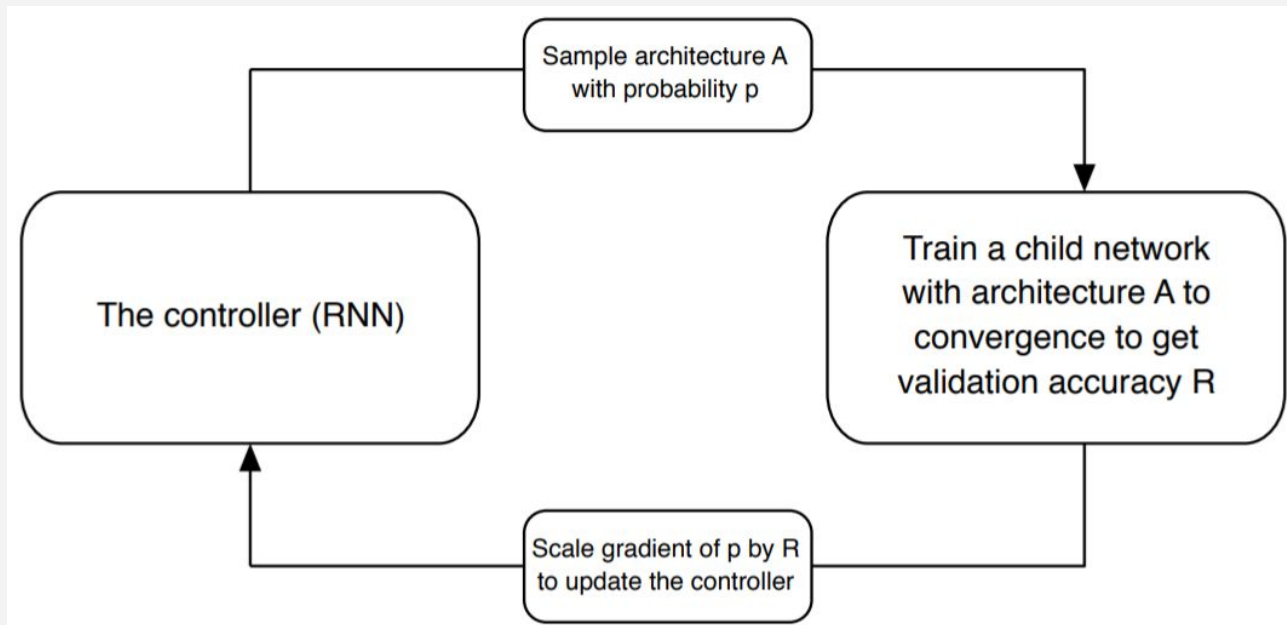 Sample architecture A
with probability p
The controller (RNN)
Train a child network
with architecture A to
convergence to get
validation accuracy R
Scale gradient of p by R
to update the controller